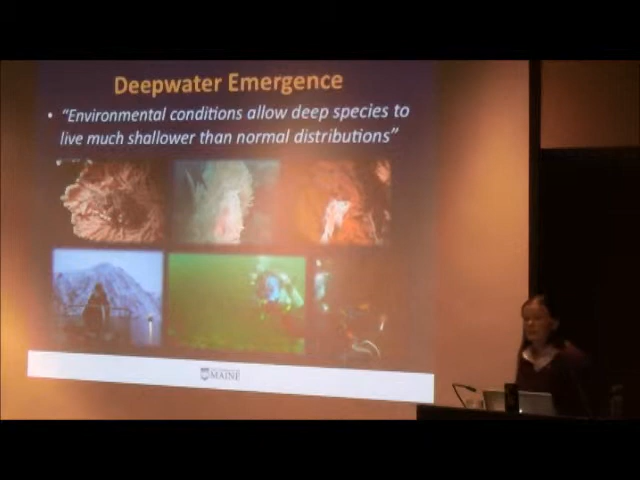 Deepwater Emergence
• “Environmental conditions allow deep species to
live much shallower than normal distributions”
MAINE